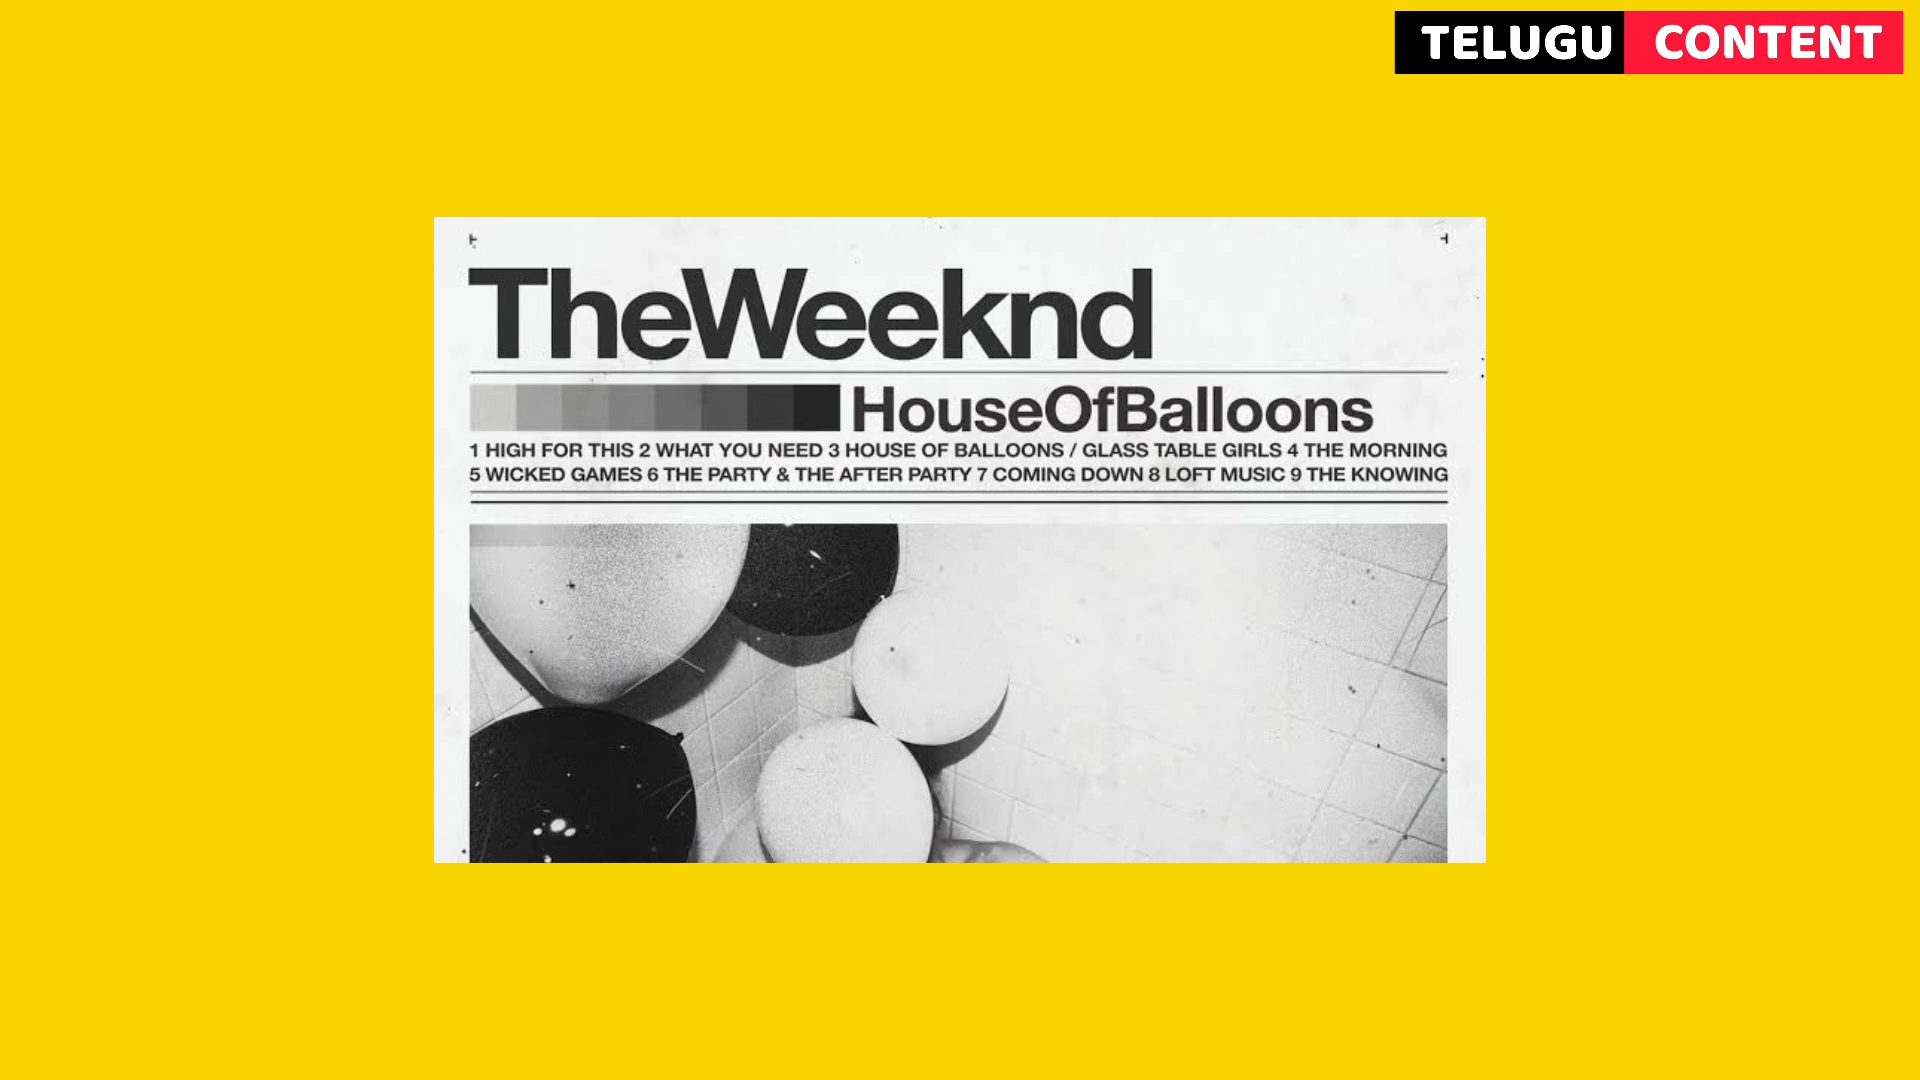 TELUGU CONTENT
TheWeeknd
HouseOfBalloons
1 HIGH FOR THIS 2 WHAT YOU NEED 3 HOUSE OF BALLOONS / GLASS TABLE GIRLS 4 THE MORNING
5 WICKED GAMES 6 THE PARTY & THE AFTER PARTY 7 COMING DOWN 8 LOFT MUSIC 9 THE KNOWING